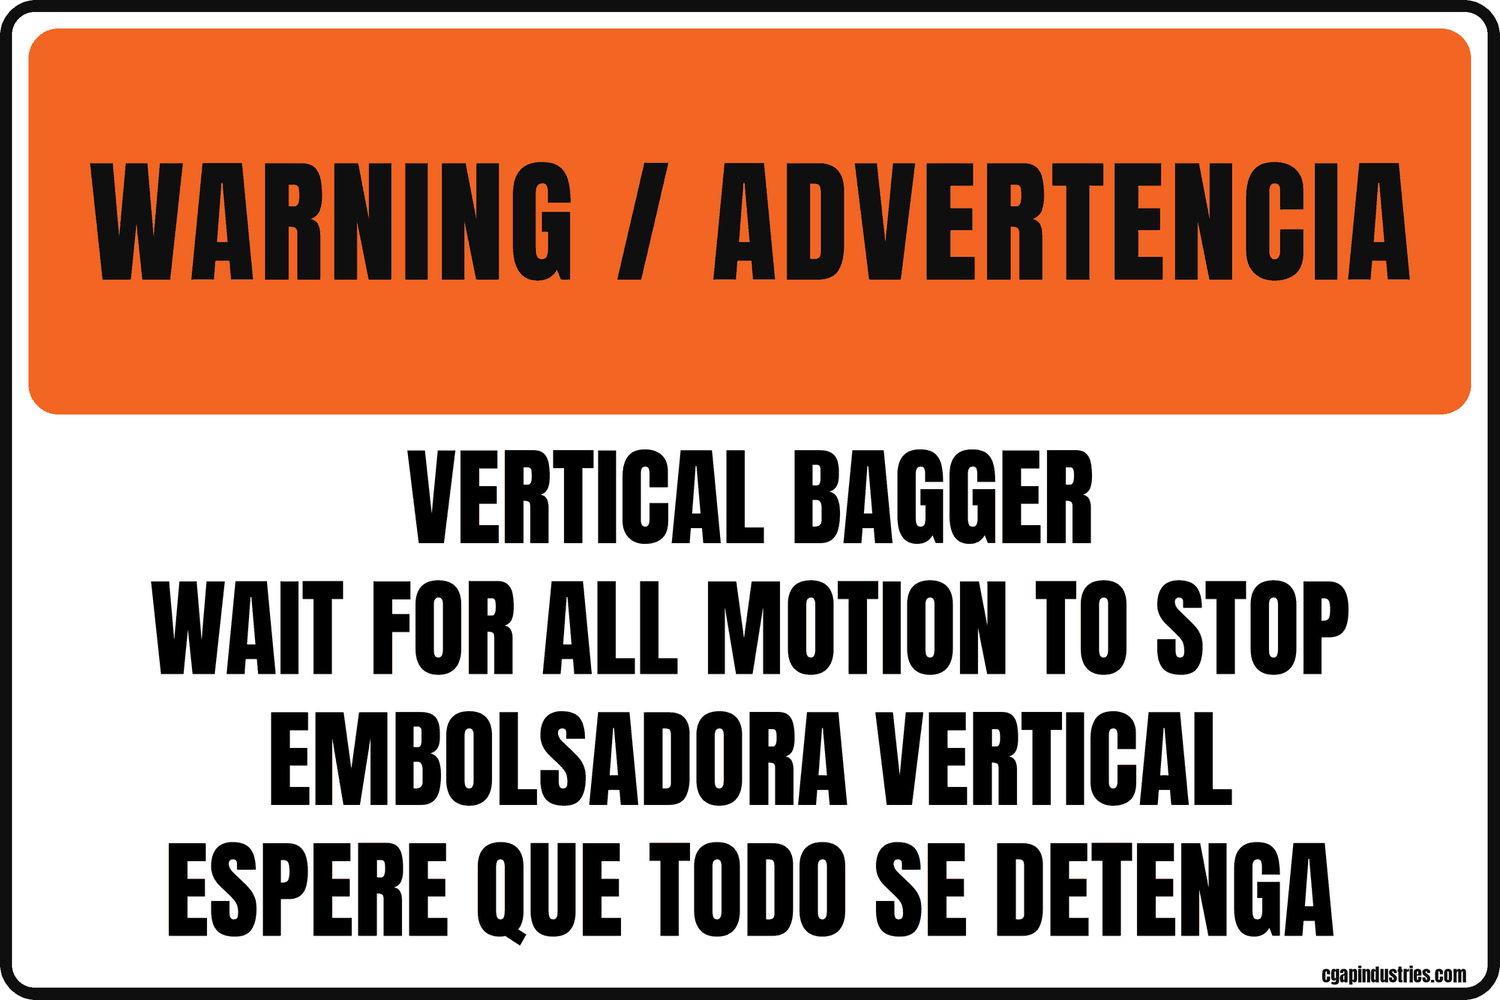 WARNING / ADVERTENCIA
VERTICAL BAGGER
WAIT FOR ALL MOTION TO STOP
EMBOLSADORA VERTICAL
ESPERE QUE TODO SE DETENGA
cgapindustries.com